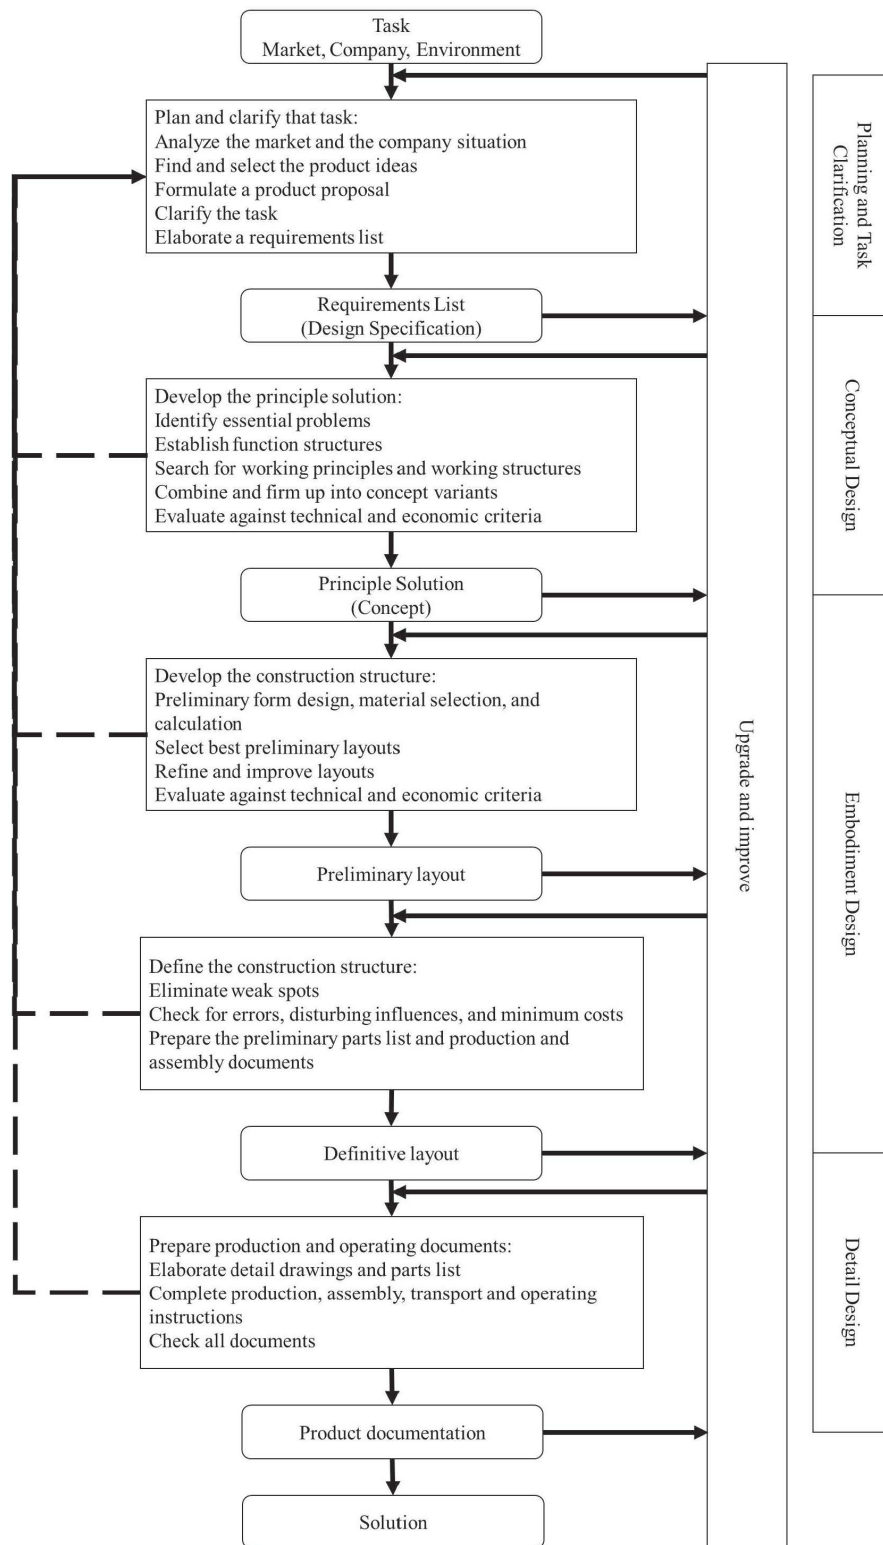 Task
Market, Company, Environment
Plan and clarify that task:
Analyze the market and the company situation
Find and select the product ideas
Formulate a product proposal
Clarify the task
Elaborate a requirements list
Requirements List
(Design Specification)
Develop the principle solution:
Identify essential problems
Establish function structures
Search for working principles and working structures
Combine and firm up into concept variants
Evaluate against technical and economic criteria
Principle Solution
(Concept)
Develop the construction structure:
Preliminary form design, material selection, and
calculation
Select best preliminary layouts
Refine and improve layouts
Evaluate against technical and economic criteria
Preliminary layout
Define the construction structure:
Eliminate weak spots
Check for errors, disturbing influences, and minimum costs
Prepare the preliminary parts list and production and
assembly documents
Definitive layout
Prepare production and operating documents:
Elaborate detail drawings and parts list
Complete production, assembly, transport and operating
instructions
Check all documents
Product documentation
Solution
Upgrade and improve
Planning and Task
Clarification
Conceptual Design
Embodiment Design
Detail Design